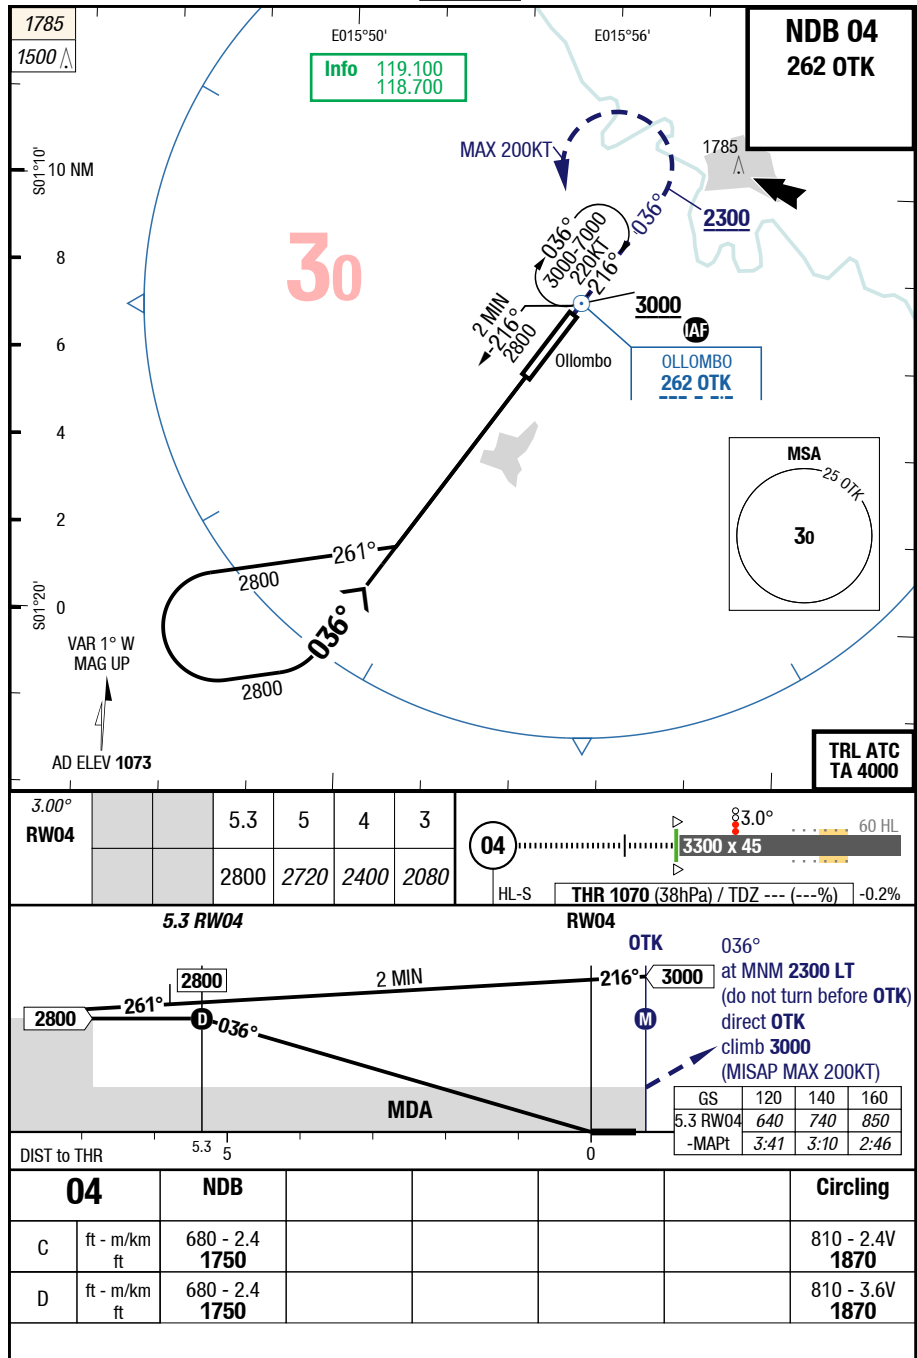 1785
1500
E015°50'
E015°56'
NDB 04
262 OTK
Info 119.100
118.700
MAX 200KT
1785
S01°10'
10 NM
036°
2300
8
30
036°
3000-7000
220KT
216°
3000
IAF
2 MIN
216°
2800
6
Ollombo
OLLOMBO
262 OTK
4
MSA
25 OTK
30
2
261°
2800
S01°20'
0
036°
2800
VAR 1° W
MAG UP
AD ELEV 1073
TRL ATC
TA 4000
3.00°
RW04
5.3 5 4 3
2800 2720 2400 2080
04
3.0°
60 HL
3300 x 45
HL-S
THR 1070 (38hPa) / TDZ --- (---%)
-0.2%
5.3 RW04
RW04
OTK
2800
2 MIN
216°
3000
261°
2800
D
036°
M
036°
at MNM 2300 LT
(do not turn before OTK)
direct OTK
climb 3000
(MISAP MAX 200KT)
MDA
GS 120 140 160
5.3 RW04 640 740 850
-MAPt 3:41 3:10 2:46
DIST to THR
5.3 5
0
04 NDB Circling
C ft - m/km 680 - 2.4 810 - 2.4V
ft 1750 1870
D ft - m/km 680 - 2.4 810 - 3.6V
ft 1750 1870